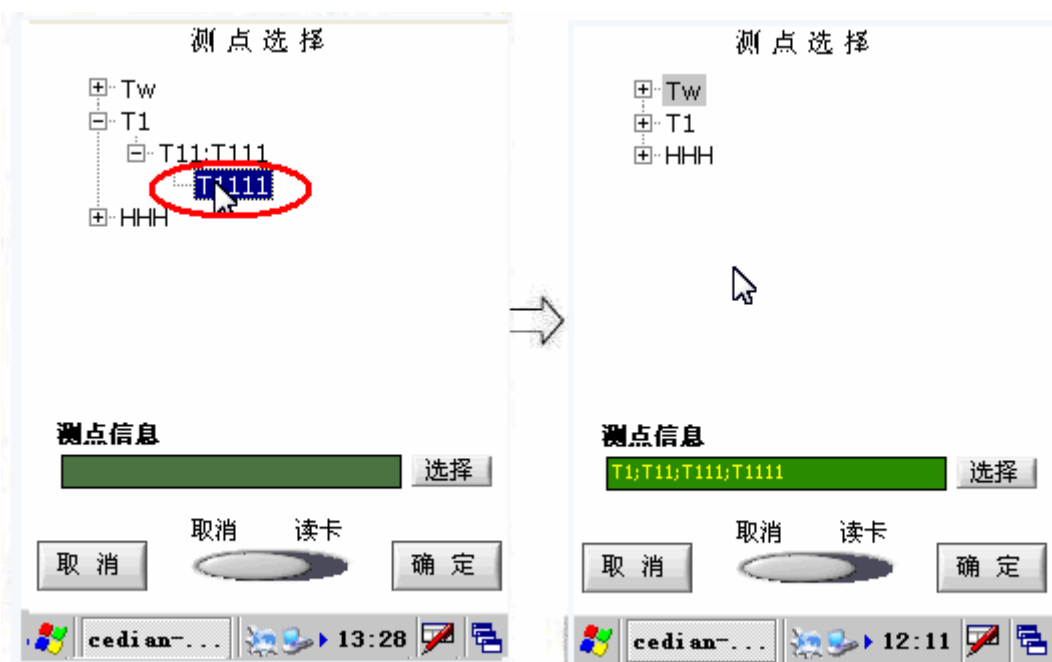 测点选择
Tw
T1
T11;T111
T1111
HHH
测点信息
选择
取消 读卡
取 消
确 定
cedian-... 13:28
测点选择
Tw
T1
HHH
测点信息
T1;T11;T111;T1111
选择
取消 读卡
取 消
确 定
cedian-... 12:11